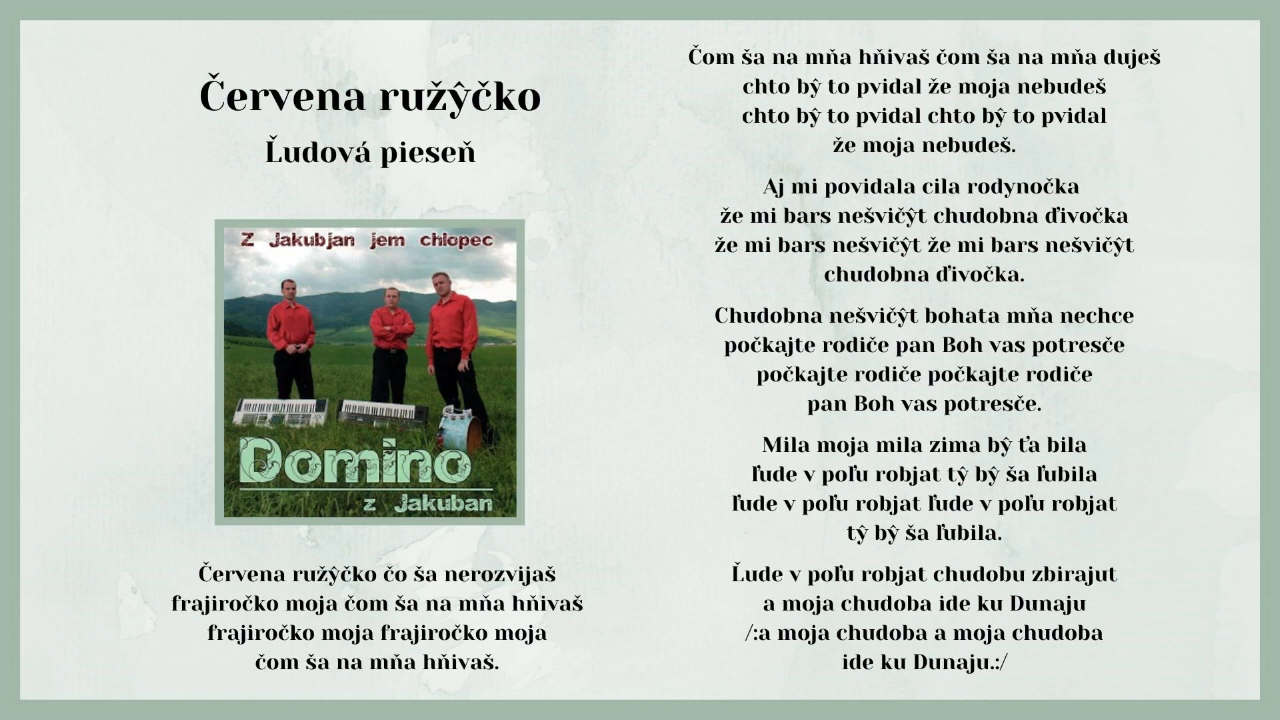 Červena ružŷčko
Ľudová pieseň
Z Jakubjan jem chlopec
Domino
z Jakuban
Červena ružŷčko čo ša nerozvijaš
frajiročko moja čom ša na mňa hňivaš
frajiročko moja frajiročko moja
čom ša na mňa hňivaš.
Čom ša na mňa hňivaš čom ša na mňa duješ
chto bŷ to pvidal že moja nebudeš
chto bŷ to pvidal chto bŷ to pvidal
že moja nebudeš.
Aj mi povidala cila rodynočka
že mi bars nešvičŷt chudobna ďivočka
že mi bars nešvičŷt že mi bars nešvičŷt
chudobna ďivočka.
Chudobna nešvičŷt bohata mňa nechce
počkajte rodiče pan Boh vas potresče
počkajte rodiče počkajte rodiče
pan Boh vas potresče.
Mila moja mila zima bŷ ťa bila
ľude v poľu robjat tŷ bŷ ša ľubila
ľude v poľu robjat ľude v poľu robjat
tŷ bŷ ša ľubila.
Ľude v poľu robjat chudobu zbirajut
a moja chudoba ide ku Dunaju
/:a moja chudoba a moja chudoba
ide ku Dunaju.:/